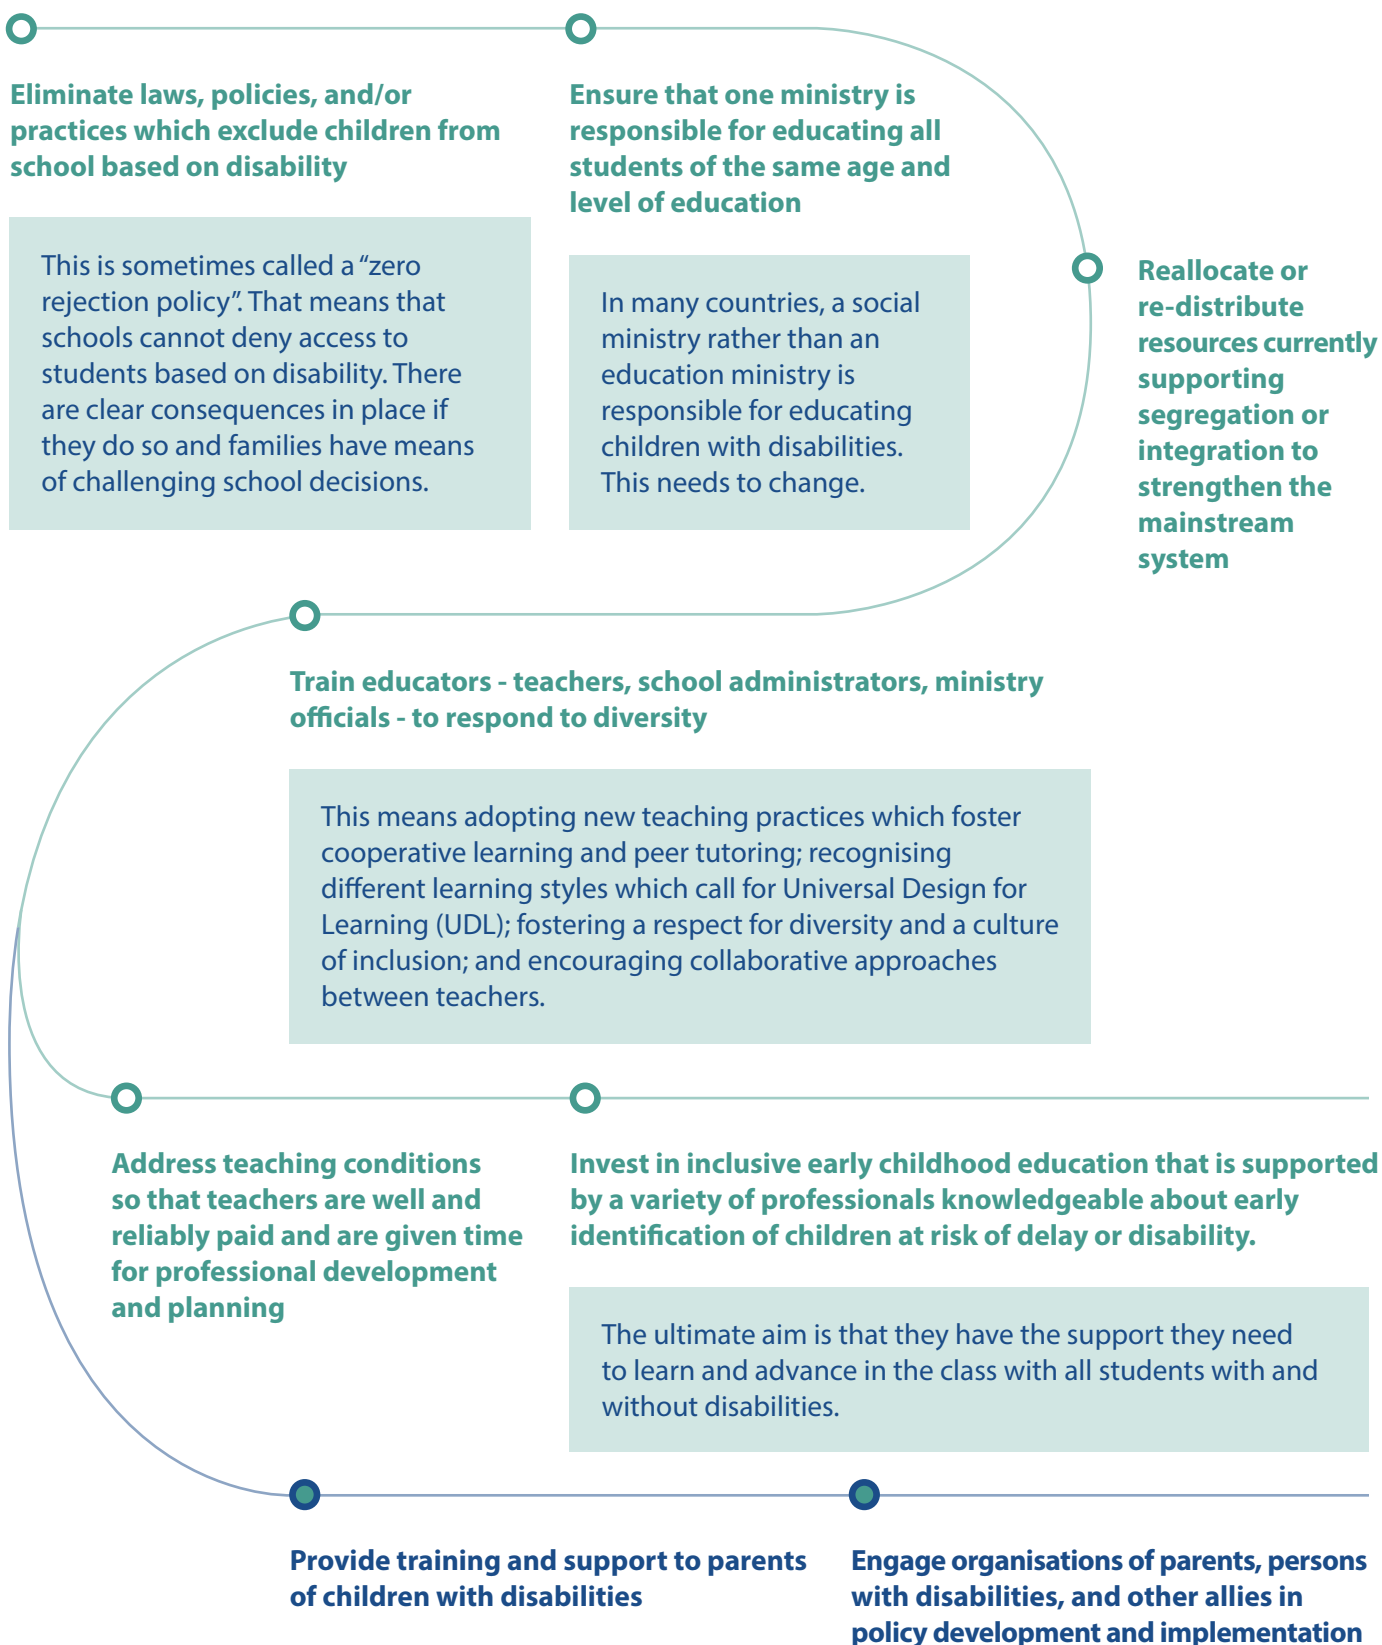 Eliminate laws, policies, and/or
practices which exclude children from
school based on disability
This is sometimes called a “zero
rejection policy”. That means that
schools cannot deny access to
students based on disability. There
are clear consequences in place if
they do so and families have means
of challenging school decisions.
Ensure that one ministry is
responsible for educating all
students of the same age and
level of education
In many countries, a social
ministry rather than an
education ministry is
responsible for educating
children with disabilities.
This needs to change.
Reallocate or
re-distribute
resources currently
supporting
segregation or
integration to
strengthen the
mainstream
system
Train educators - teachers, school administrators, ministry
officials - to respond to diversity
This means adopting new teaching practices which foster
cooperative learning and peer tutoring; recognising
different learning styles which call for Universal Design for
Learning (UDL); fostering a respect for diversity and a culture
of inclusion; and encouraging collaborative approaches
between teachers.
Address teaching conditions
so that teachers are well and
reliably paid and are given time
for professional development
and planning
Invest in inclusive early childhood education that is supported
by a variety of professionals knowledgeable about early
identification of children at risk of delay or disability.
The ultimate aim is that they have the support they need
to learn and advance in the class with all students with and
without disabilities.
Provide training and support to parents
of children with disabilities
Engage organisations of parents, persons
with disabilities, and other allies in
policy development and implementation